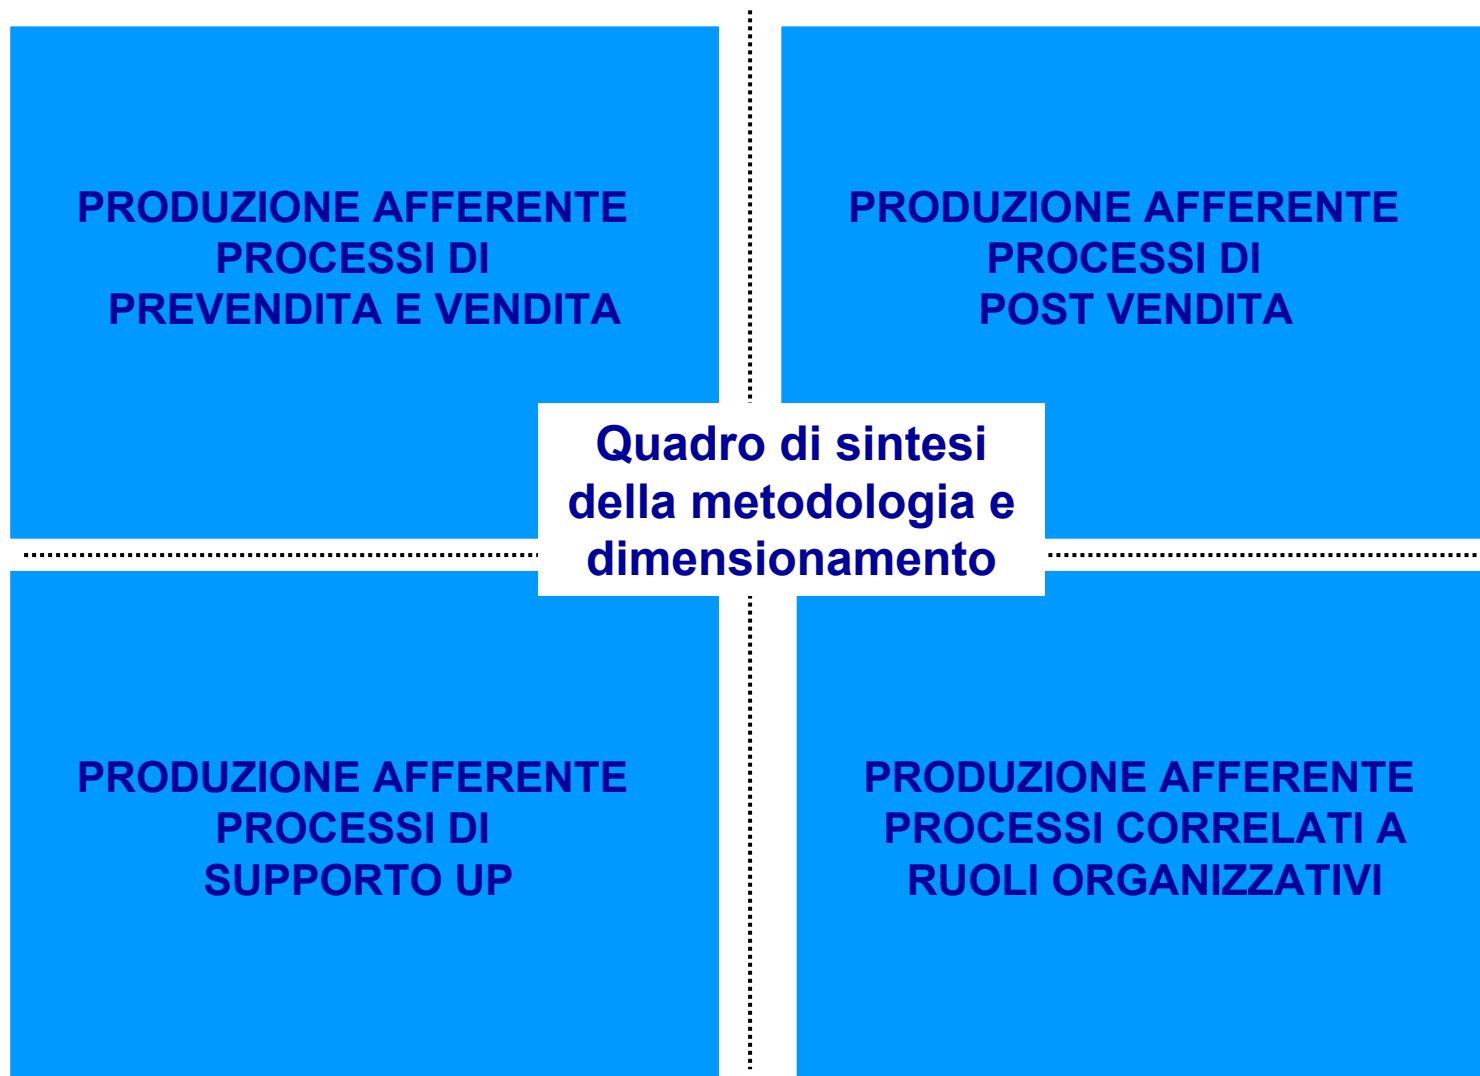 PRODUZIONE AFFERENTE
PROCESSI DI
PREVENDITA E VENDITA
PRODUZIONE AFFERENTE
PROCESSI DI
POST VENDITA
Quadro di sintesi
della metodologia e
dimensionamento
PRODUZIONE AFFERENTE
PROCESSI DI
SUPPORTO UP
PRODUZIONE AFFERENTE
PROCESSI CORRELATI A
RUOLI ORGANIZZATIVI